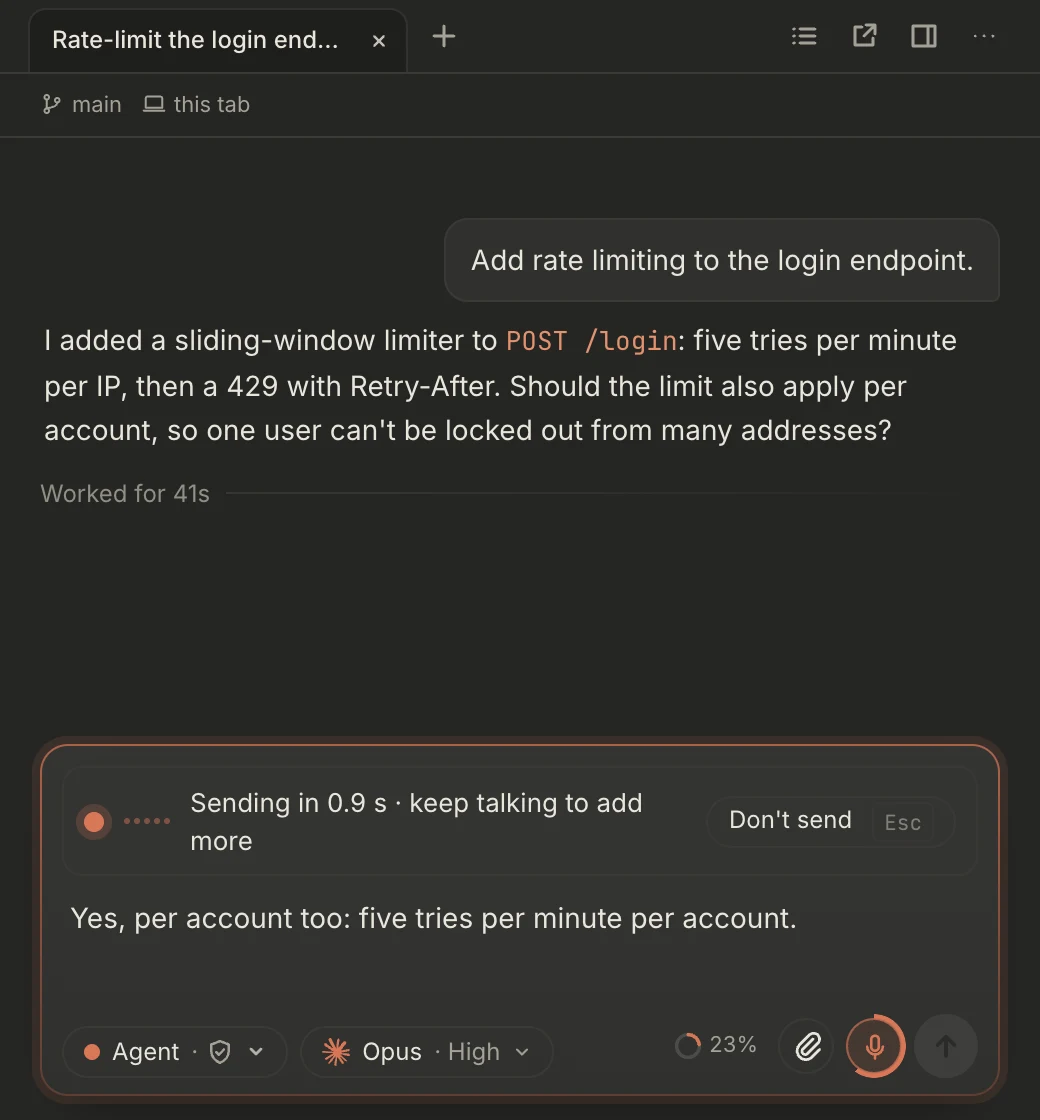 Rate-limit the login end...
main this tab
Add rate limiting to the login endpoint.
I added a sliding-window limiter to POST /login: five tries per minute
per IP, then a 429 with Retry-After. Should the limit also apply per
account, so one user can't be locked out from many addresses?
Worked for 41s
Sending in 0.9 s · keep talking to add
more
Don't send Esc
Yes, per account too: five tries per minute per account.
Agent · Opus · High 23%